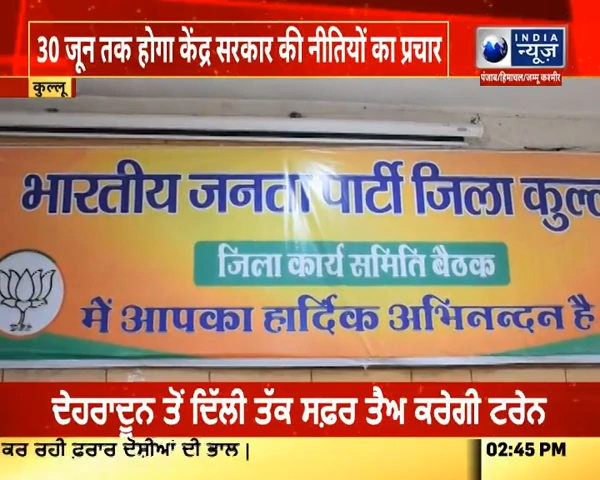 30 जून तक होगा केंद्र सरकार की नीतियों का प्रचार
INDIA
न्यूज़
पंजाब/हिमाचल/जम्मू कश्मीर
कुल्लू
भारतीय जनता पार्टी जिला
जिला कार्य समिति बैठक
में आपका हार्दिक अभिनन्दन है
ਦੇਹਰਾਦੂਨ ਤੋਂ ਦਿੱਲੀ ਤੱਕ ਸਫ਼ਰ ਤੈਅ ਕਰੇਗੀ ਟਰੇਨ
ਕਰ ਰਹੀ ਫ਼ਰਾਰ ਦੋਸ਼ੀਆਂ ਦੀ ਭਾਲ |
02:45 PM